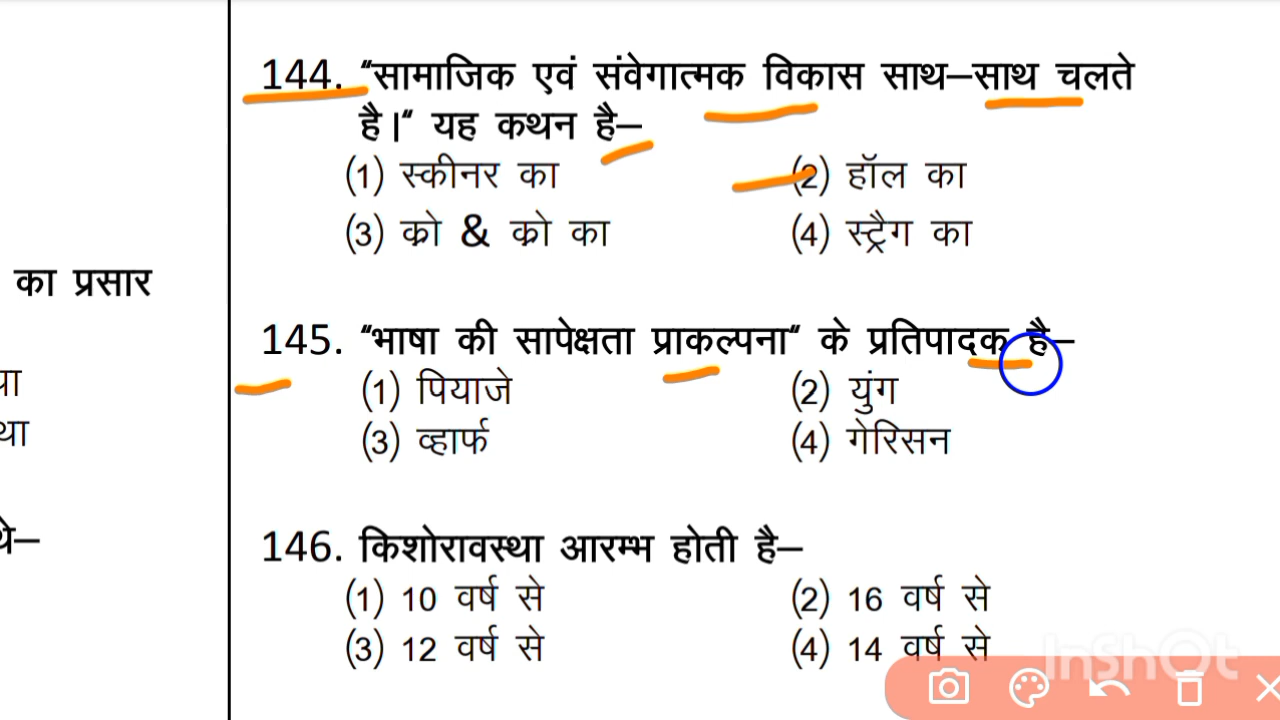 144. “सामाजिक एवं संवेगात्मक विकास साथ–साथ चलते
है।“ यह कथन है–
(1) स्कीनर का (2) हॉल का
(3) क्रो & क्रो का (4) स्ट्रैग का
का प्रसार
145. “भाषा की सापेक्षता प्राकल्पना“ के प्रतिपादक है–
(1) पियाजे (2) युंग
(3) व्हार्फ (4) गेरिसन
था
146. किशोरावस्था आरम्भ होती है–
(1) 10 वर्ष से (2) 16 वर्ष से
(3) 12 वर्ष से (4) 14 वर्ष से
InShOt